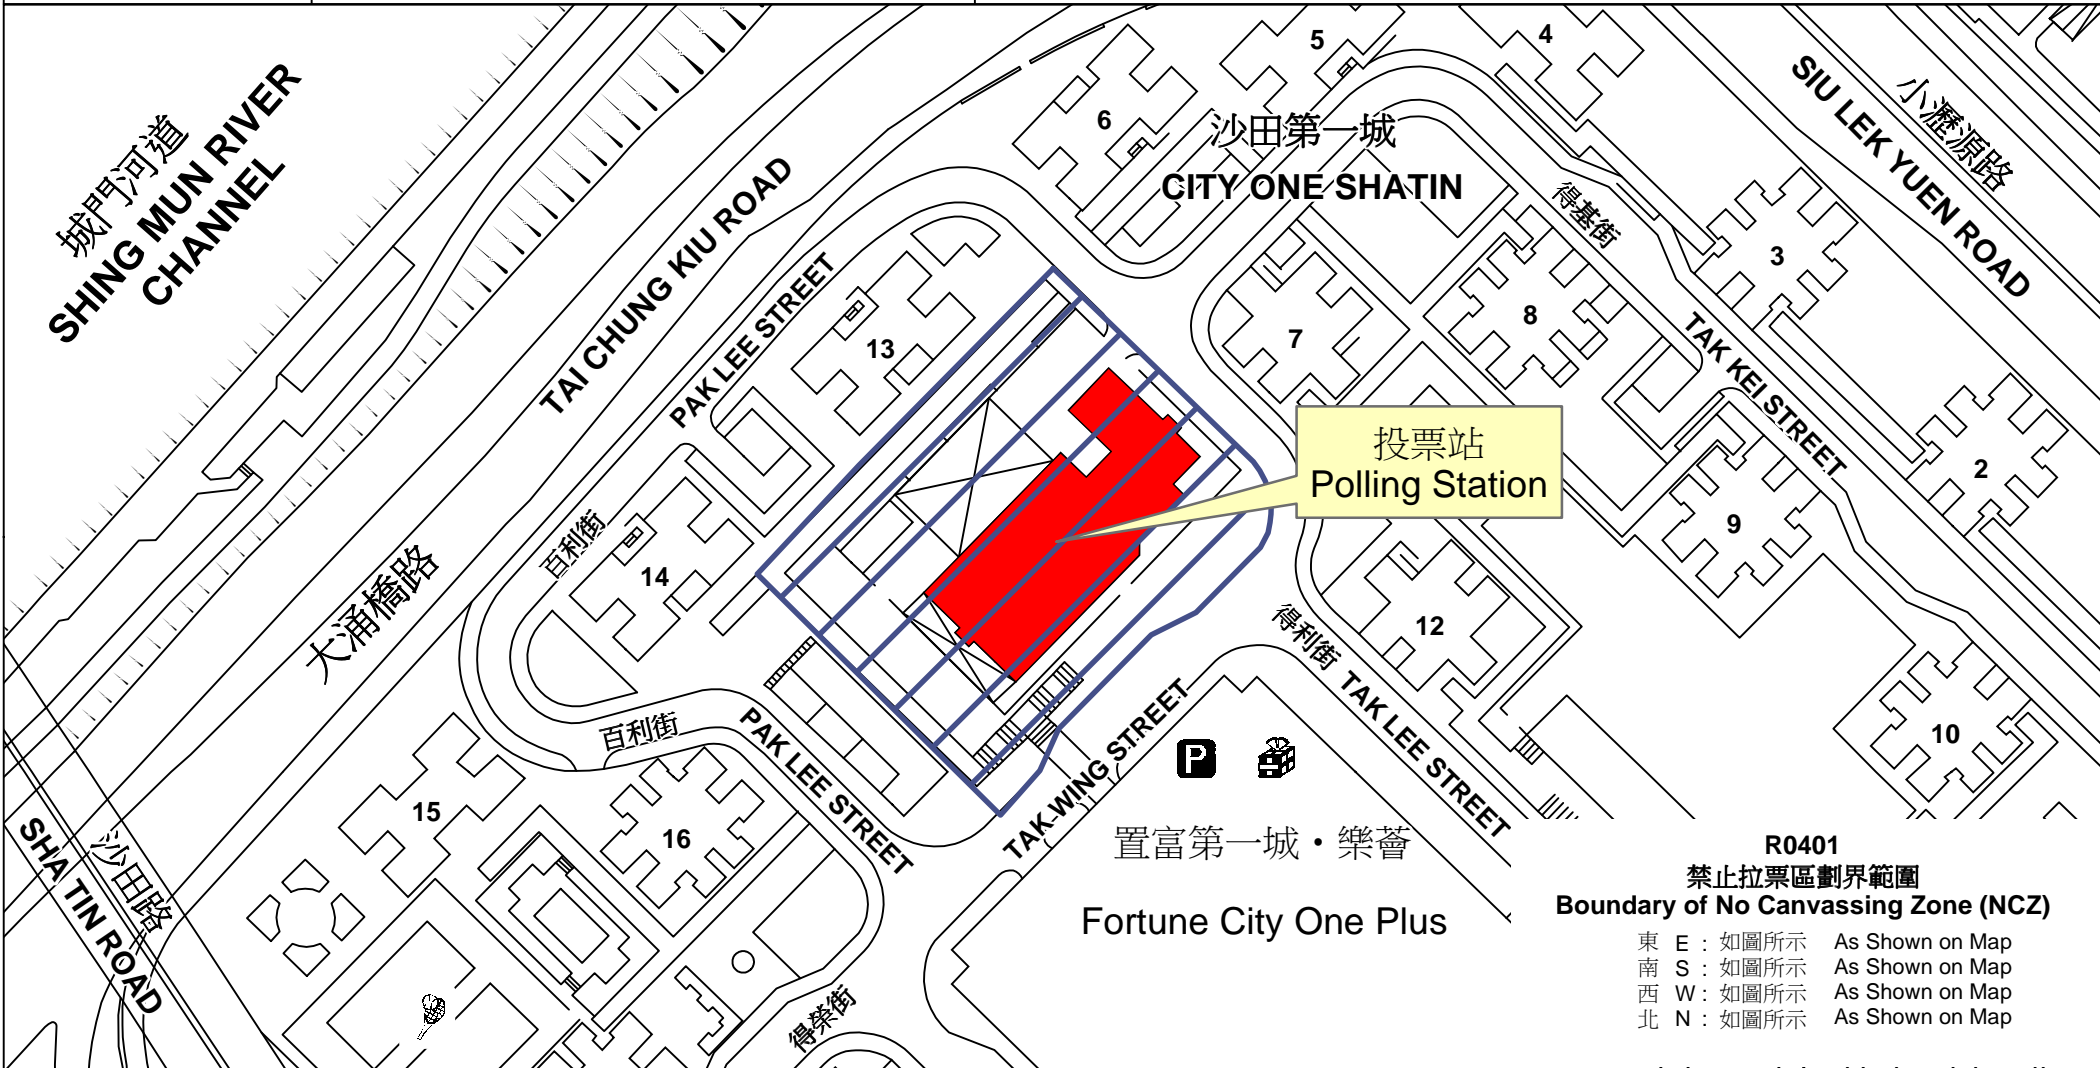 城門河道
SHING MUN RIVER
CHANNEL
5
4
6
沙田第一城
CITY ONE SHATIN
小瀝源路
SIU LEK YUEN ROAD
TAI CHUNG KIU ROAD
大涌橋路
PAK LEE STREET
百利街
得基街
TAK KEI STREET
3
13
7
8
2
投票站
Polling Station
9
14
12
得利街
TAK LEE STREET
10
百利街
PAK LEE STREET
TAK WING STREET
P
15
16
置富第一城・樂薈
Fortune City One Plus
SHA TIN ROAD
沙田路
得榮街
R0401
禁止拉票區劃界範圍
Boundary of No Canvassing Zone (NCZ)
東 E : 如圖所示 As Shown on Map
南 S : 如圖所示 As Shown on Map
西 W : 如圖所示 As Shown on Map
北 N : 如圖所示 As Shown on Map